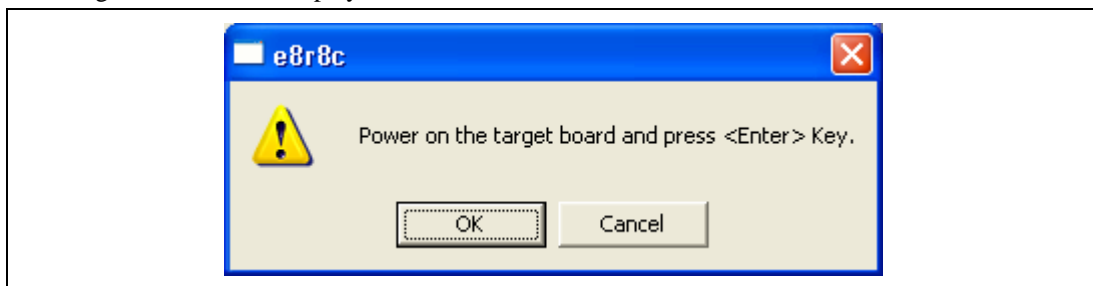 e8r8c
Power on the target board and press <Enter> Key.
OK
Cancel